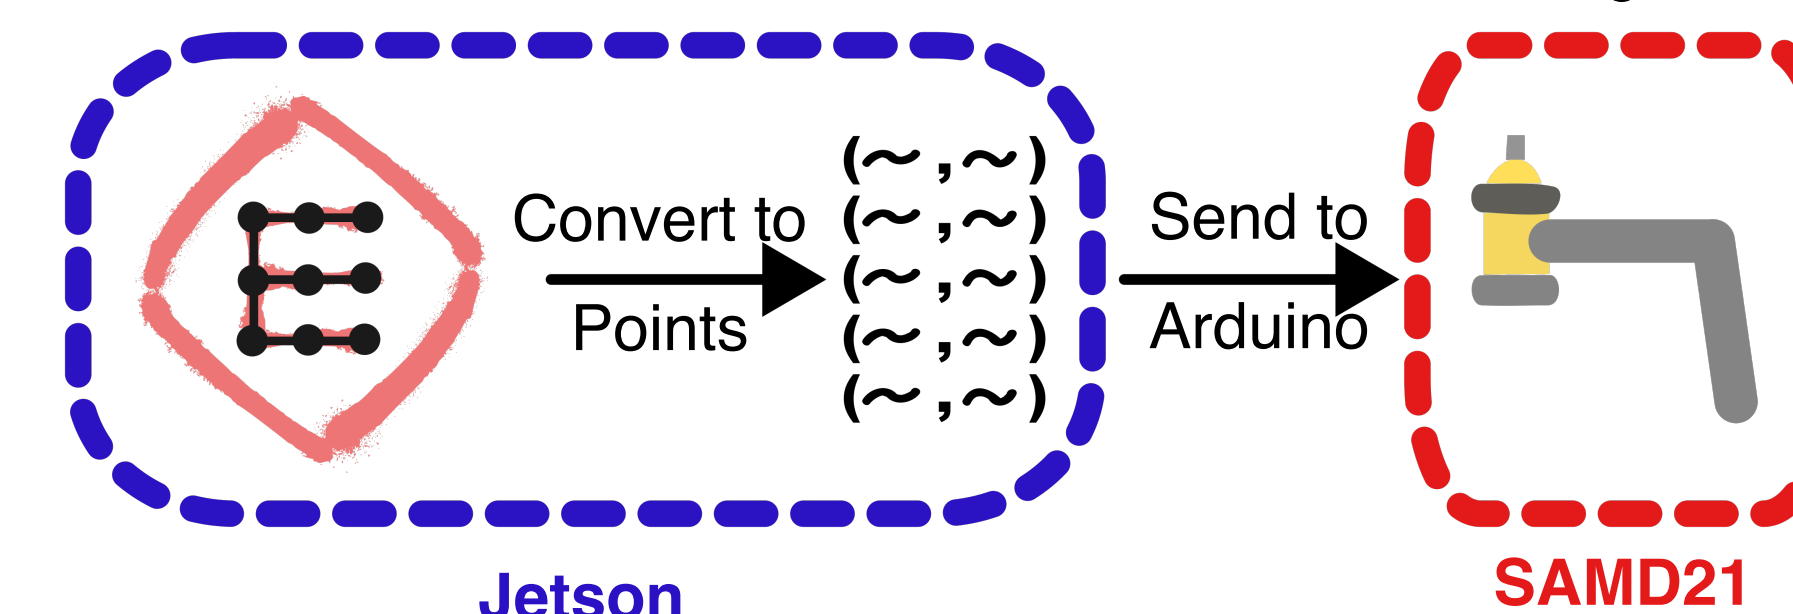 E
Convert to
Points
(~,~)
(~,~)
(~,~)
(~,~)
(~,~)
Send to
Arduino
Jetson
SAMD21